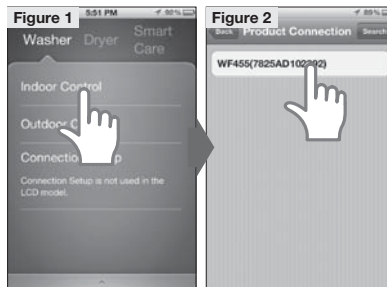 Figure 1
5:51 PM
Washer Dryer Smart Care
Indoor Control
Outdoor
Connection
Connection Setup is not used in the
LCD model.
Figure 2
Back Product Connection Search
WF455(7825AD102392)